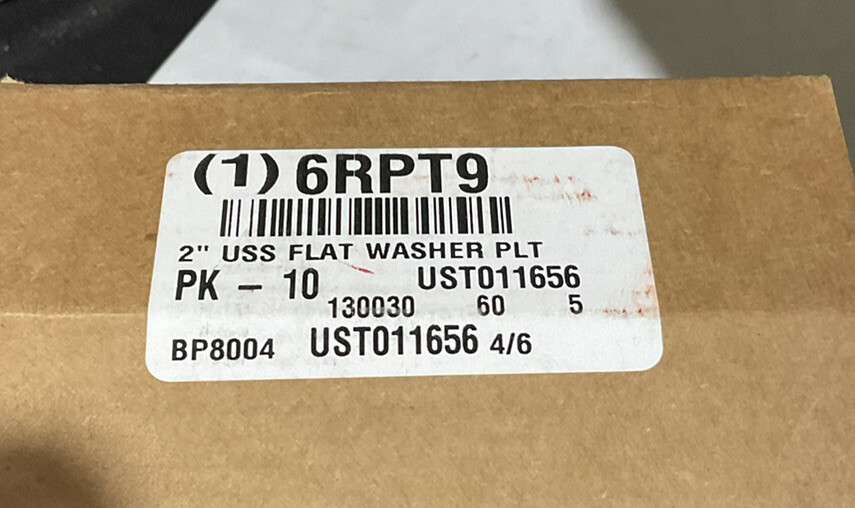 (1) 6RPT9
2" USS FLAT WASHER PLT
PK - 10 UST011656
130030 60 5
BP8004 UST011656 4/6